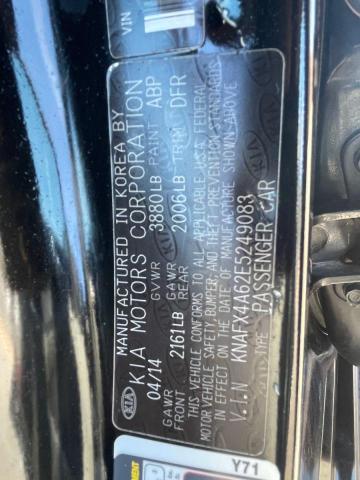 VIN
MANUFACTURED IN KOREA BY
KIA MOTORS CORPORATION
04/14 GVWR 3880LB PAINT ABP
GAWR FRONT 2161LB GAWR REAR 2006LB TRIM DFR
THIS VEHICLE CONFORMS TO ALL APPLICABLE U.S.A. FEDERAL
MOTOR VEHICLE SAFETY, BUMPER, AND THEFT PREVENTION STANDARDS
IN EFFECT ON THE DATE OF MANUFACTURE SHOWN ABOVE
V.I.N KNAFX4A62E5249083
TYPE PASSENGER CAR
KIA
Y71